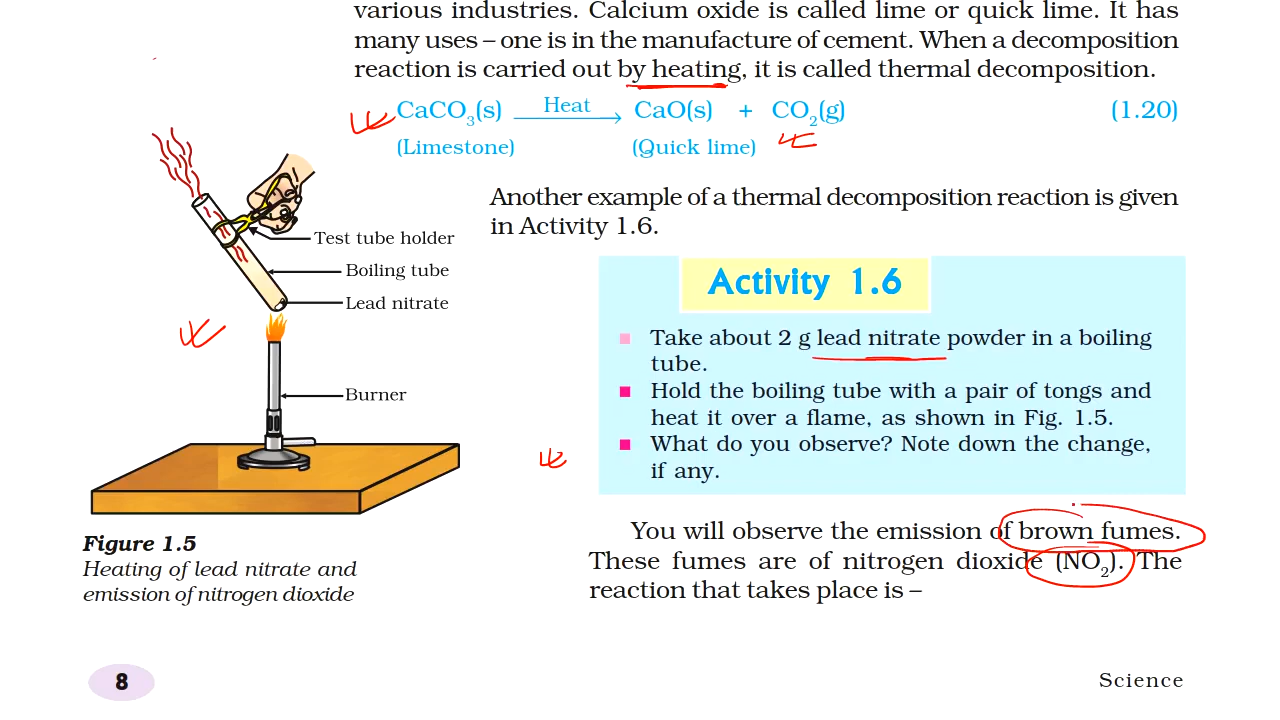 various industries. Calcium oxide is called lime or quick lime. It has
many uses – one is in the manufacture of cement. When a decomposition
reaction is carried out by heating, it is called thermal decomposition.
CaCO₃(s) Heat → CaO(s) + CO₂(g) (1.20)
(Limestone) (Quick lime)
Another example of a thermal decomposition reaction is given
in Activity 1.6.
Test tube holder
Boiling tube
Lead nitrate
Burner
Figure 1.5
Heating of lead nitrate and
emission of nitrogen dioxide
Activity 1.6
Take about 2 g lead nitrate powder in a boiling
tube.
Hold the boiling tube with a pair of tongs and
heat it over a flame, as shown in Fig. 1.5.
What do you observe? Note down the change,
if any.
You will observe the emission of brown fumes.
These fumes are of nitrogen dioxide (NO₂). The
reaction that takes place is –
8
Science